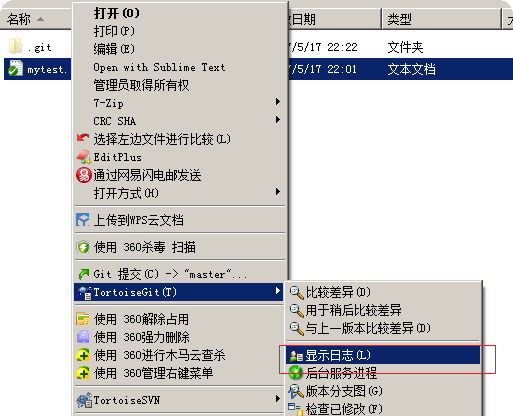 名称 打开(O) 日期 类型
打印(P)
.git 编辑(E) /5/17 22:22 文件夹
mytest. Open with Sublime Text /5/17 22:01 文本文档
管理员取得所有权
7-Zip
CRC SHA
选择左边文件进行比较(L)
EditPlus
通过网易闪电邮发送
打开方式(H)
上传到WPS云文档
使用 360杀毒 扫描
Git 提交(C) -> "master"...
TortoiseGit(T) 比较差异(D)
用于稍后比较差异
使用 360解除占用 与上一版本比较差异(D)
使用 360强力删除
使用 360进行木马云查杀 显示日志(L)
使用 360管理右键菜单 后台服务进程
版本分支图(G)
TortoiseSVN 检查已修改(F)